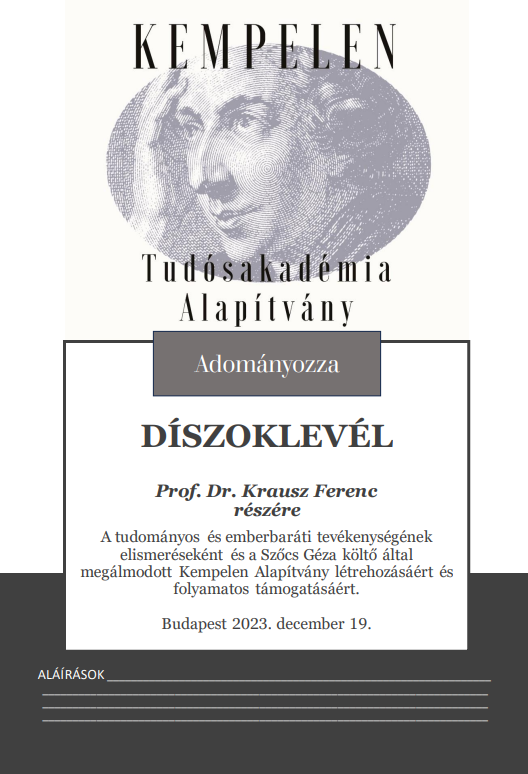 KEMPELEN
Tudósakadémia
Alapítvány
Adományozza
DÍSZOKLEVÉL
Prof. Dr. Krausz Ferenc
részére
A tudományos és emberbaráti tevékenységének
elismeréseként és a Szőcs Géza költő által
megálmodott Kempelen Alapítvány létrehozásáért és
folyamatos támogatásáért.
Budapest 2023. december 19.
ALÁÍRÁSOK